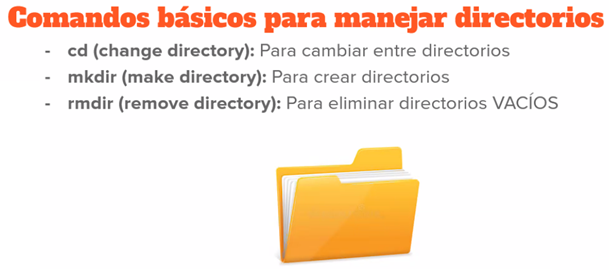 Comandos básicos para manejar directorios
- cd (change directory): Para cambiar entre directorios
- mkdir (make directory): Para crear directorios
- rmdir (remove directory): Para eliminar directorios VACÍOS